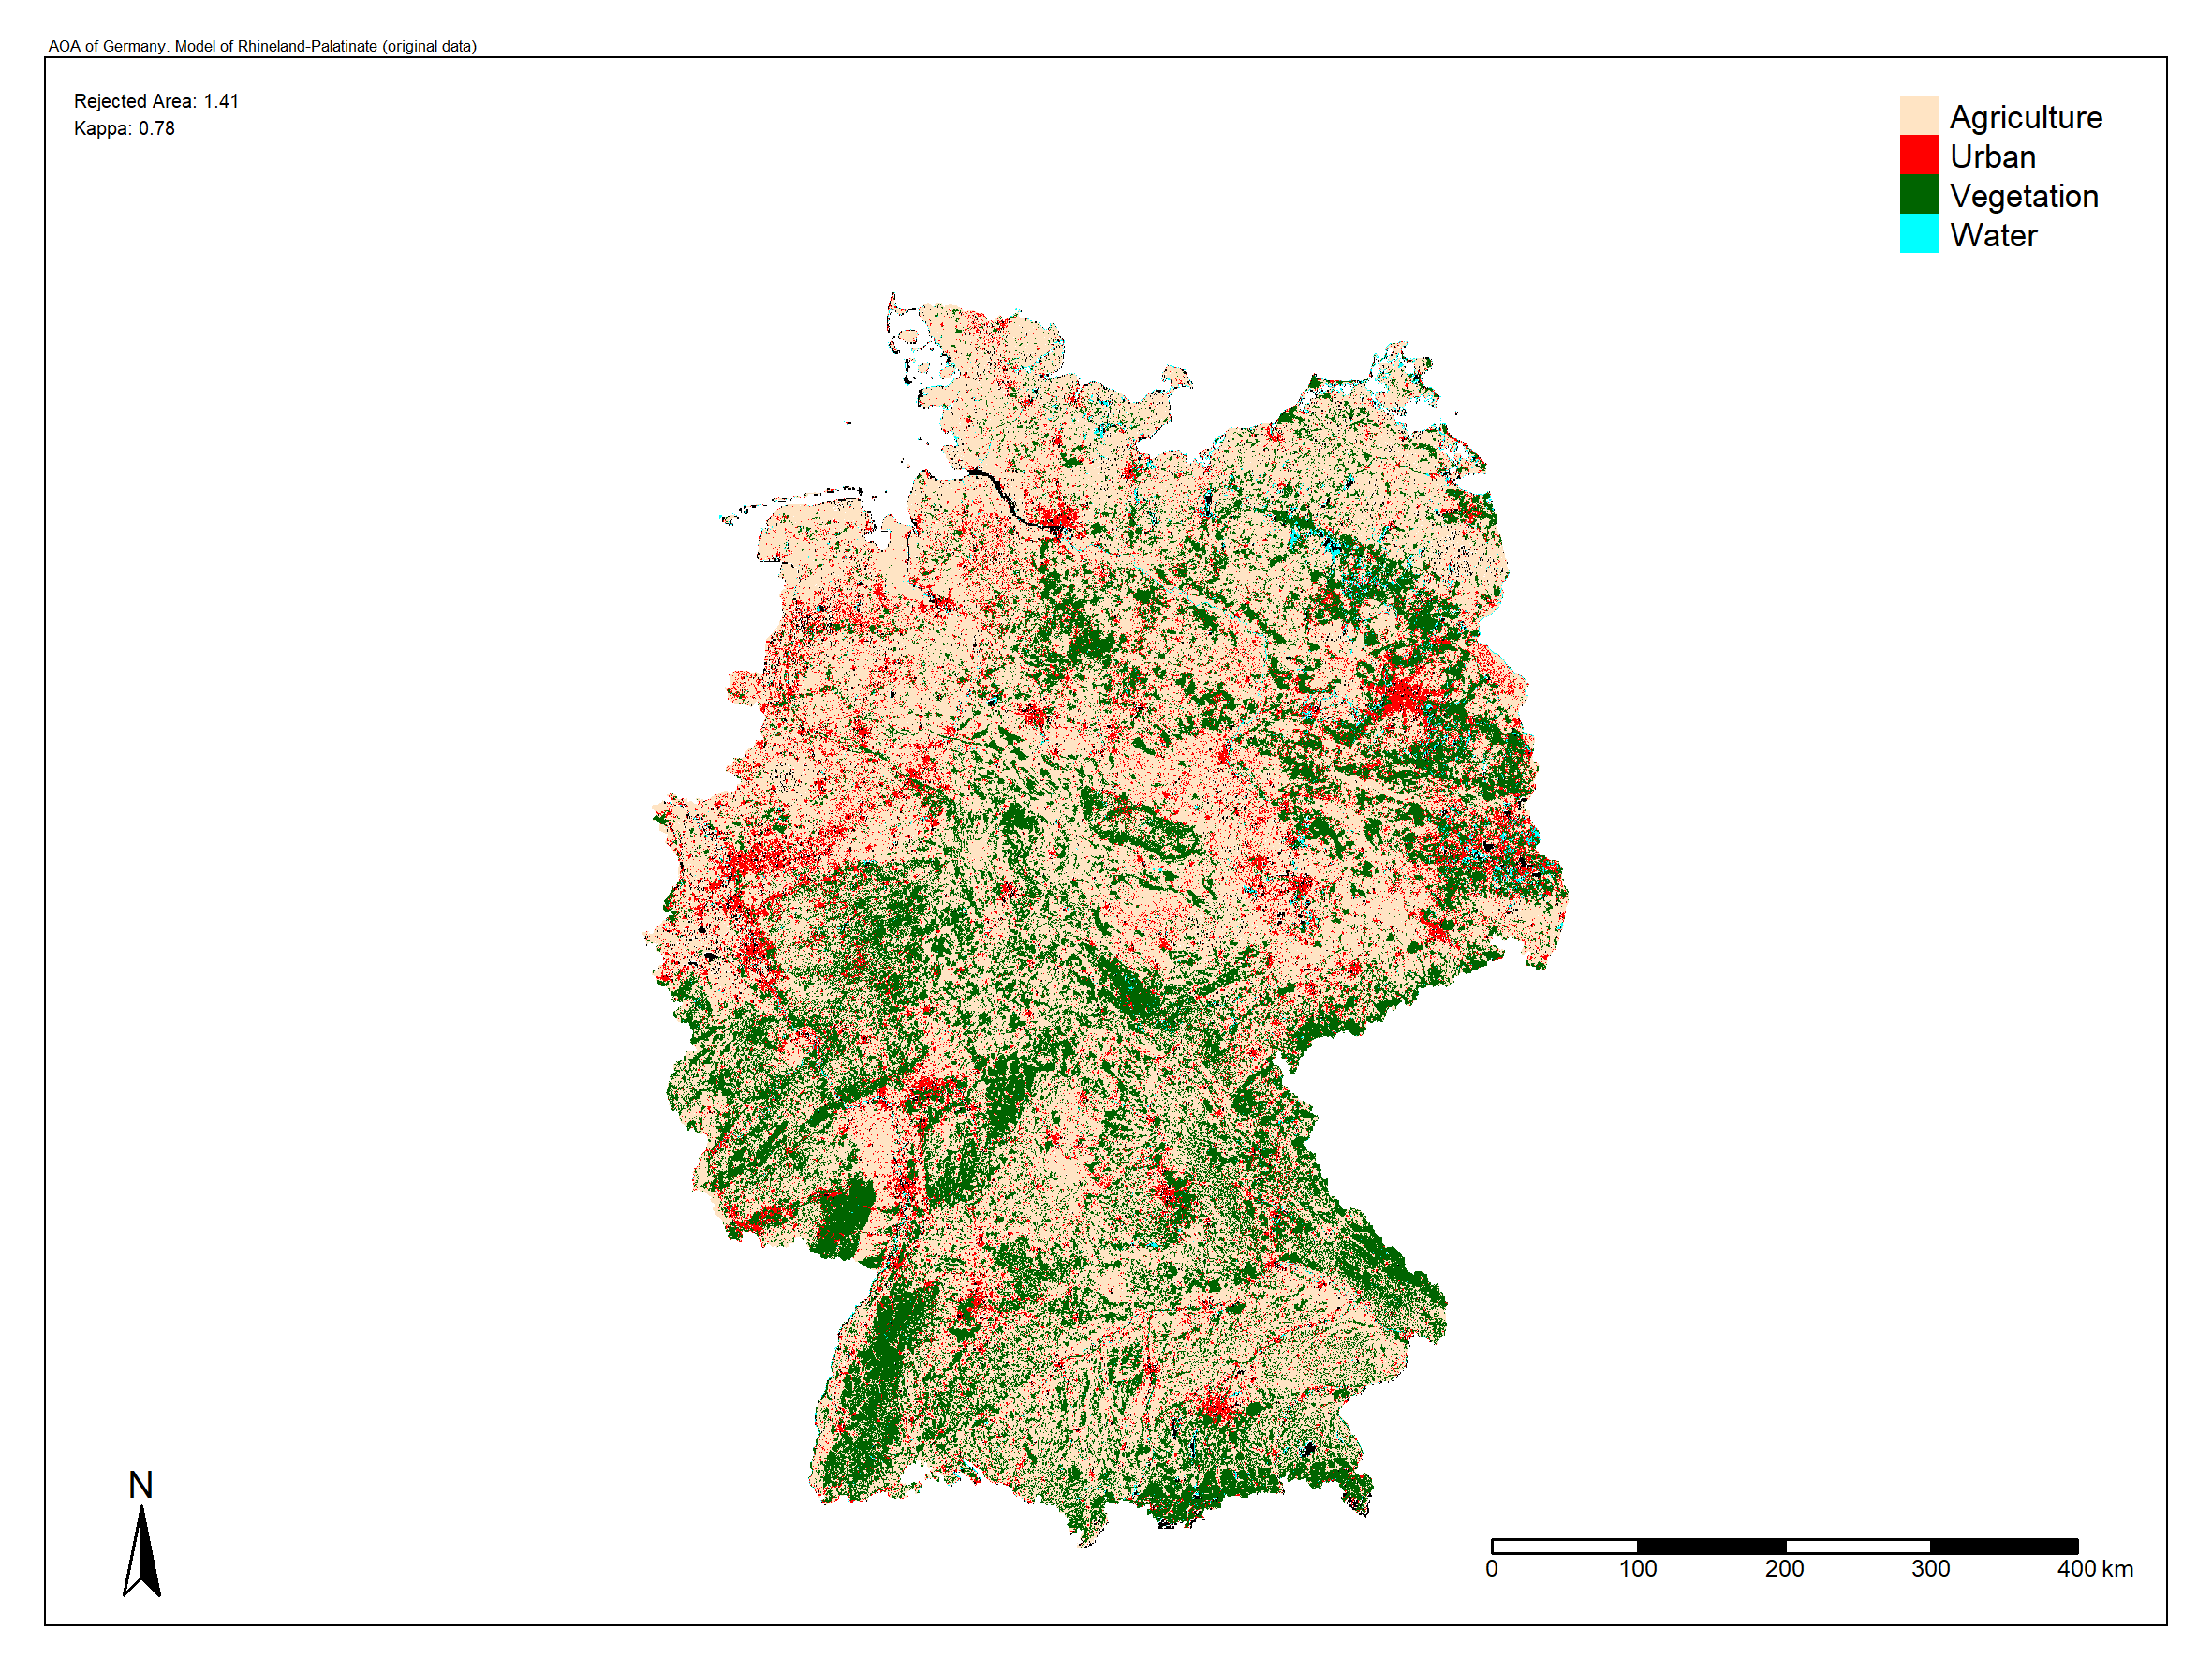 AOA of Germany. Model of Rhineland-Palatinate (original data)
Rejected Area: 1.41
Kappa: 0.78
Agriculture
Urban
Vegetation
Water
N
0 100 200 300 400 km